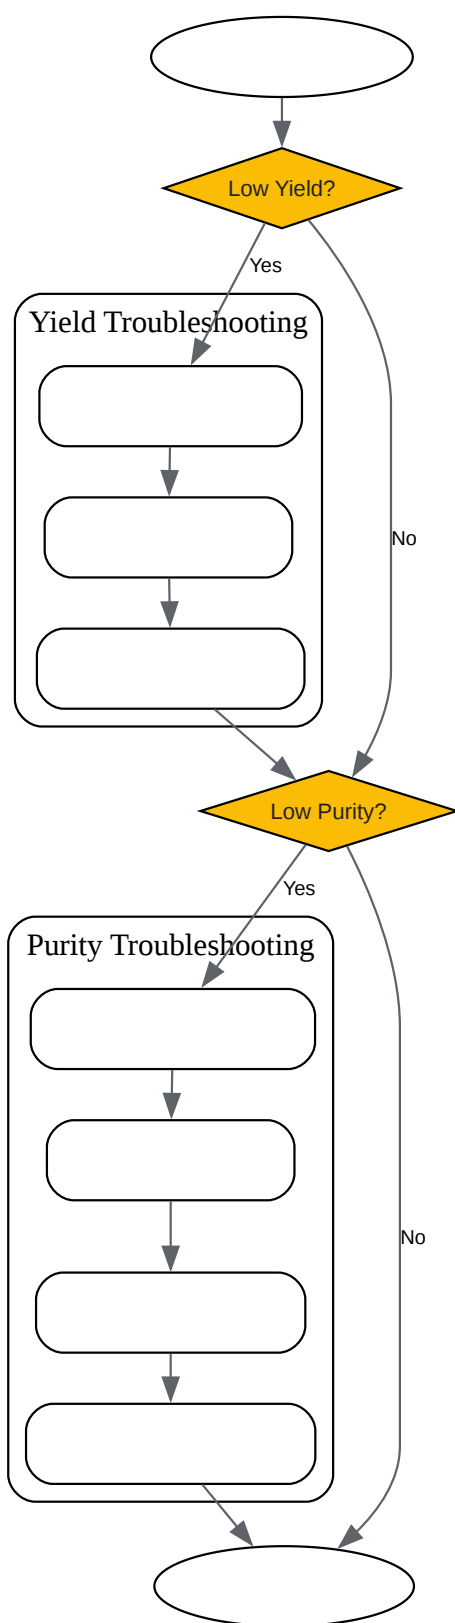 Low Yield?
Yes
Yield Troubleshooting
No
Low Purity?
Yes
Purity Troubleshooting
No